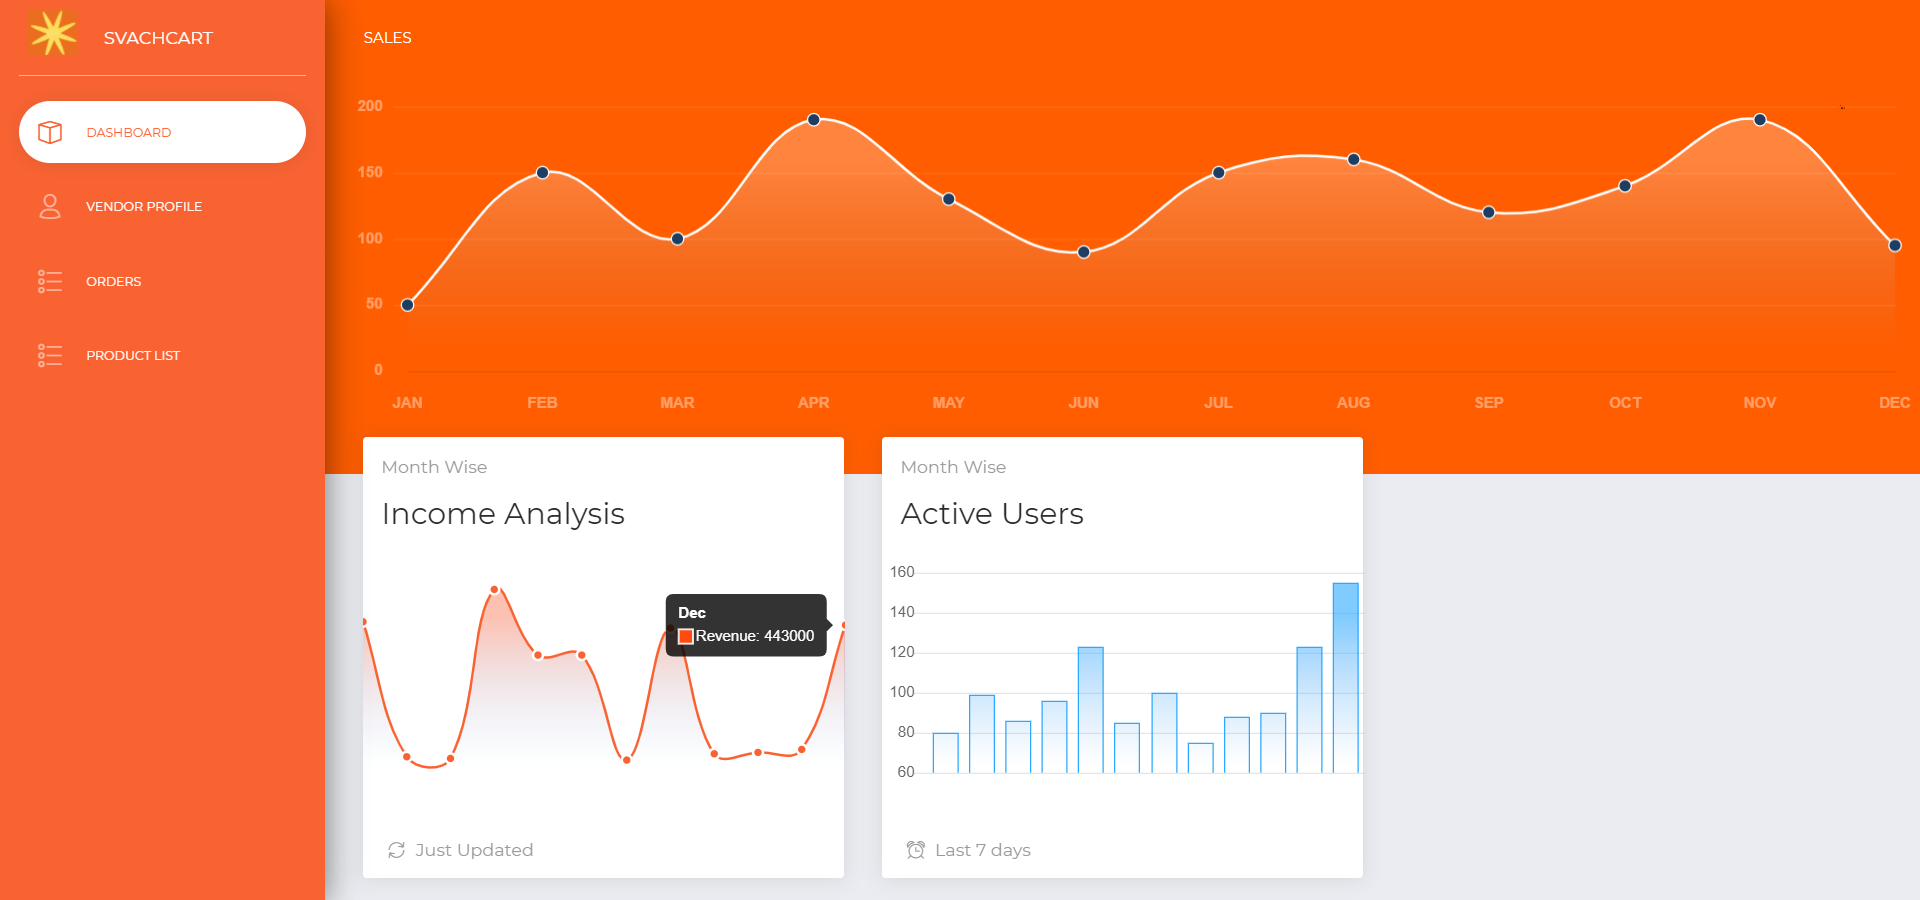 SVACHCART
DASHBOARD
VENDOR PROFILE
ORDERS
PRODUCT LIST
SALES
200
150
100
50
0
JAN FEB MAR APR MAY JUN JUL AUG SEP OCT NOV DEC
Month Wise
Income Analysis
Dec
Revenue: 443000
Just Updated
Month Wise
Active Users
160
140
120
100
80
60
Last 7 days